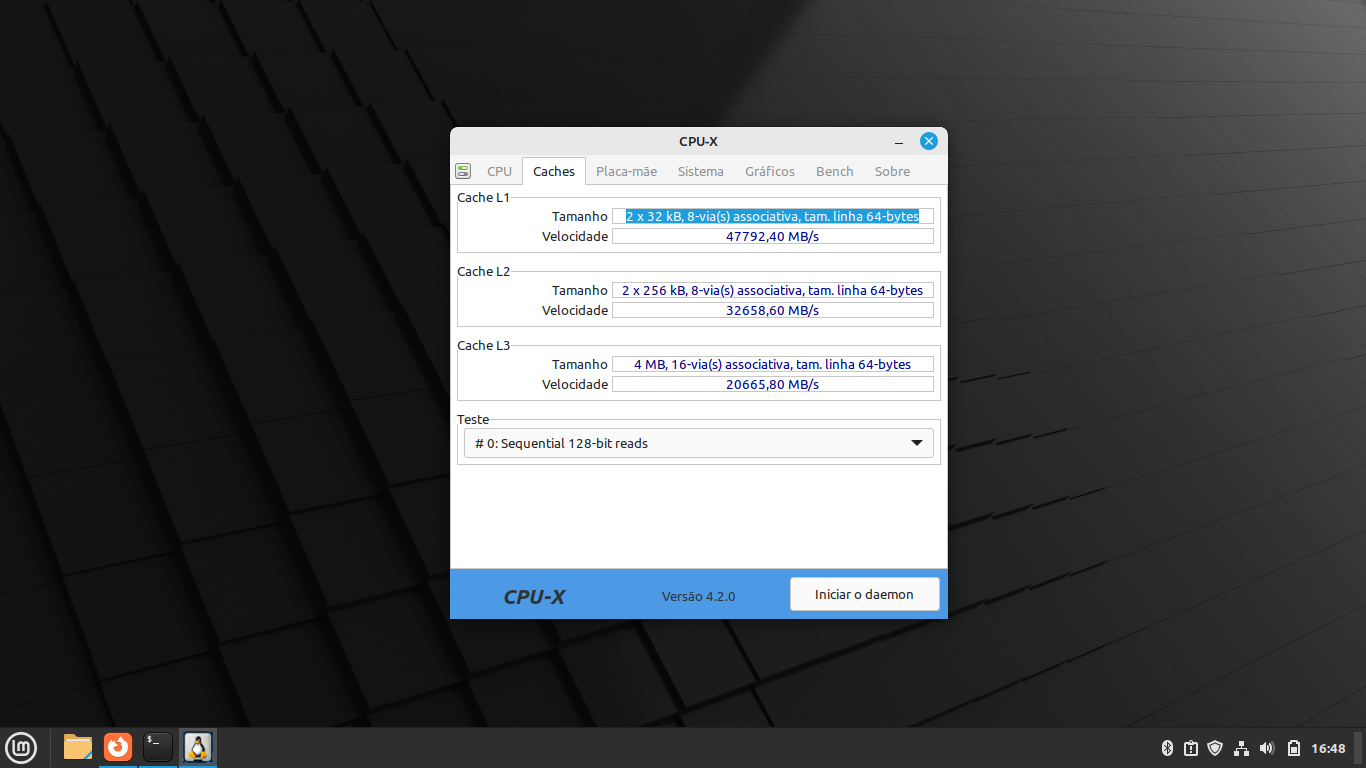 CPU-X
CPU Caches Placa-mãe Sistema Gráficos Bench Sobre
Cache L1
Tamanho 2 x 32 kB, 8-via(s) associativa, tam. linha 64-bytes
Velocidade 47792,40 MB/s
Cache L2
Tamanho 2 x 256 kB, 8-via(s) associativa, tam. linha 64-bytes
Velocidade 32658,60 MB/s
Cache L3
Tamanho 4 MB, 16-via(s) associativa, tam. linha 64-bytes
Velocidade 20665,80 MB/s
Teste
# 0: Sequential 128-bit reads
CPU-X Versão 4.2.0 Iniciar o daemon
$_ 16:48